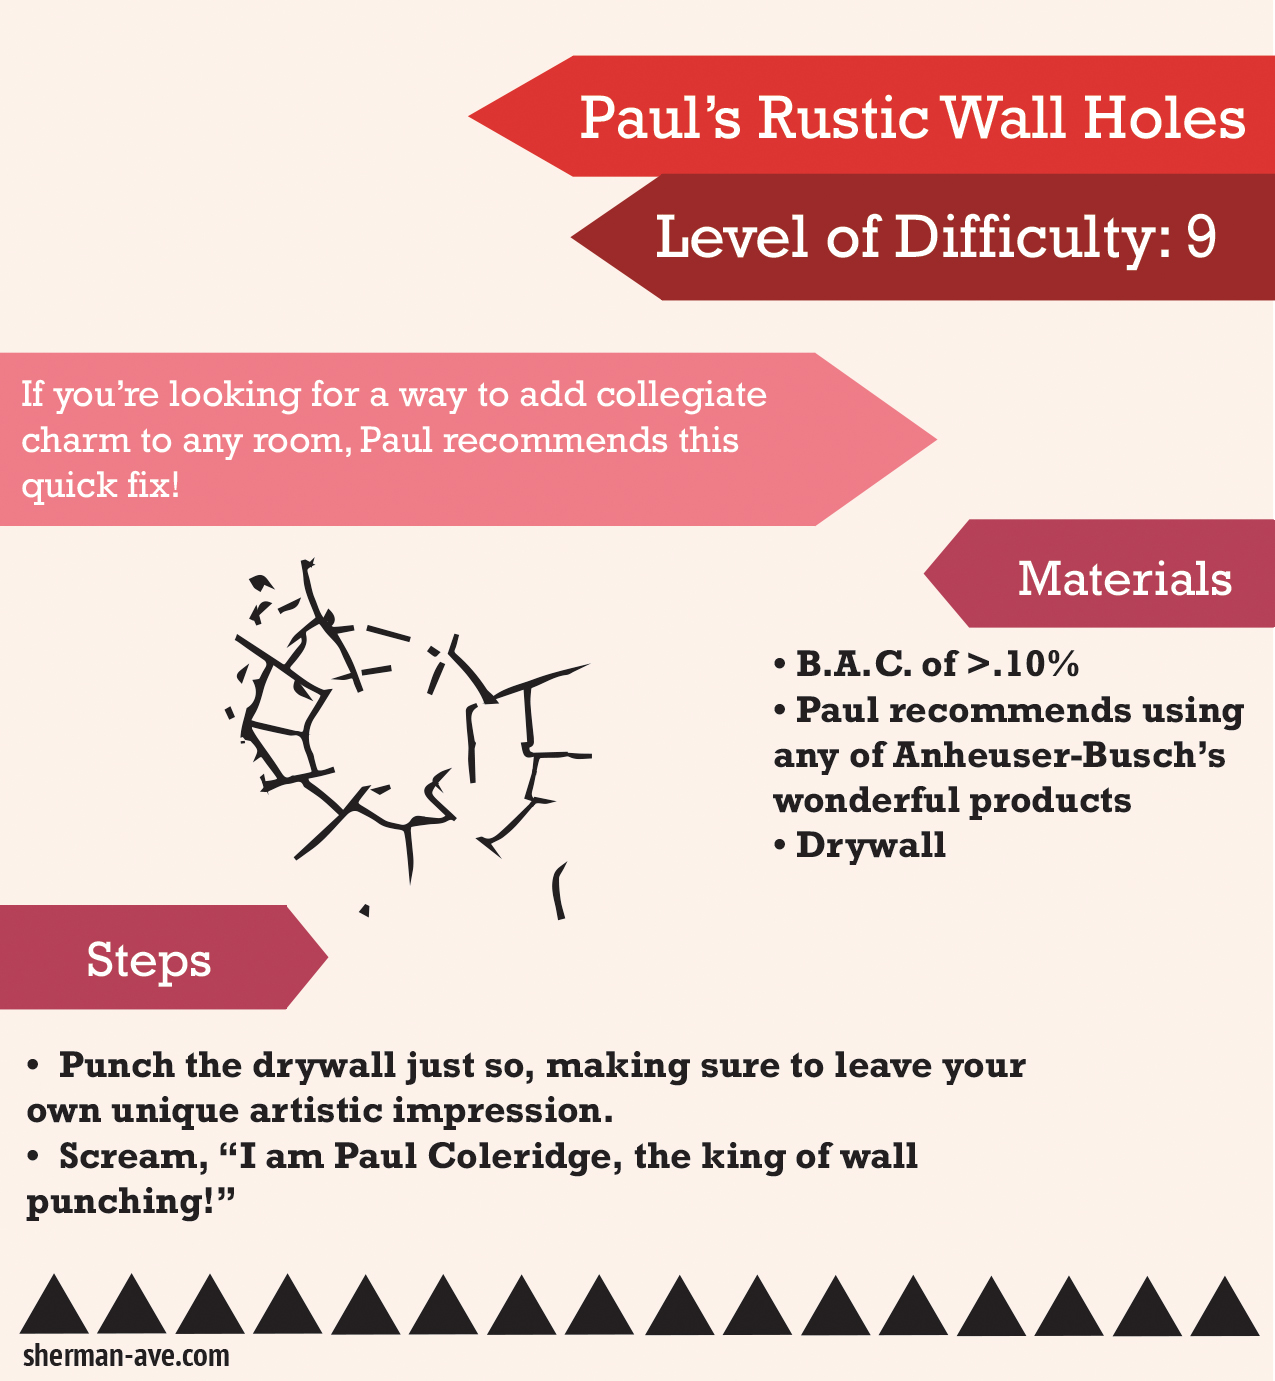 Paul’s Rustic Wall Holes
Level of Difficulty: 9
If you’re looking for a way to add collegiate
charm to any room, Paul recommends this
quick fix!
Materials
• B.A.C. of >.10%
• Paul recommends using
any of Anheuser-Busch’s
wonderful products
• Drywall
Steps
• Punch the drywall just so, making sure to leave your
own unique artistic impression.
• Scream, “I am Paul Coleridge, the king of wall
punching!”
sherman-ave.com